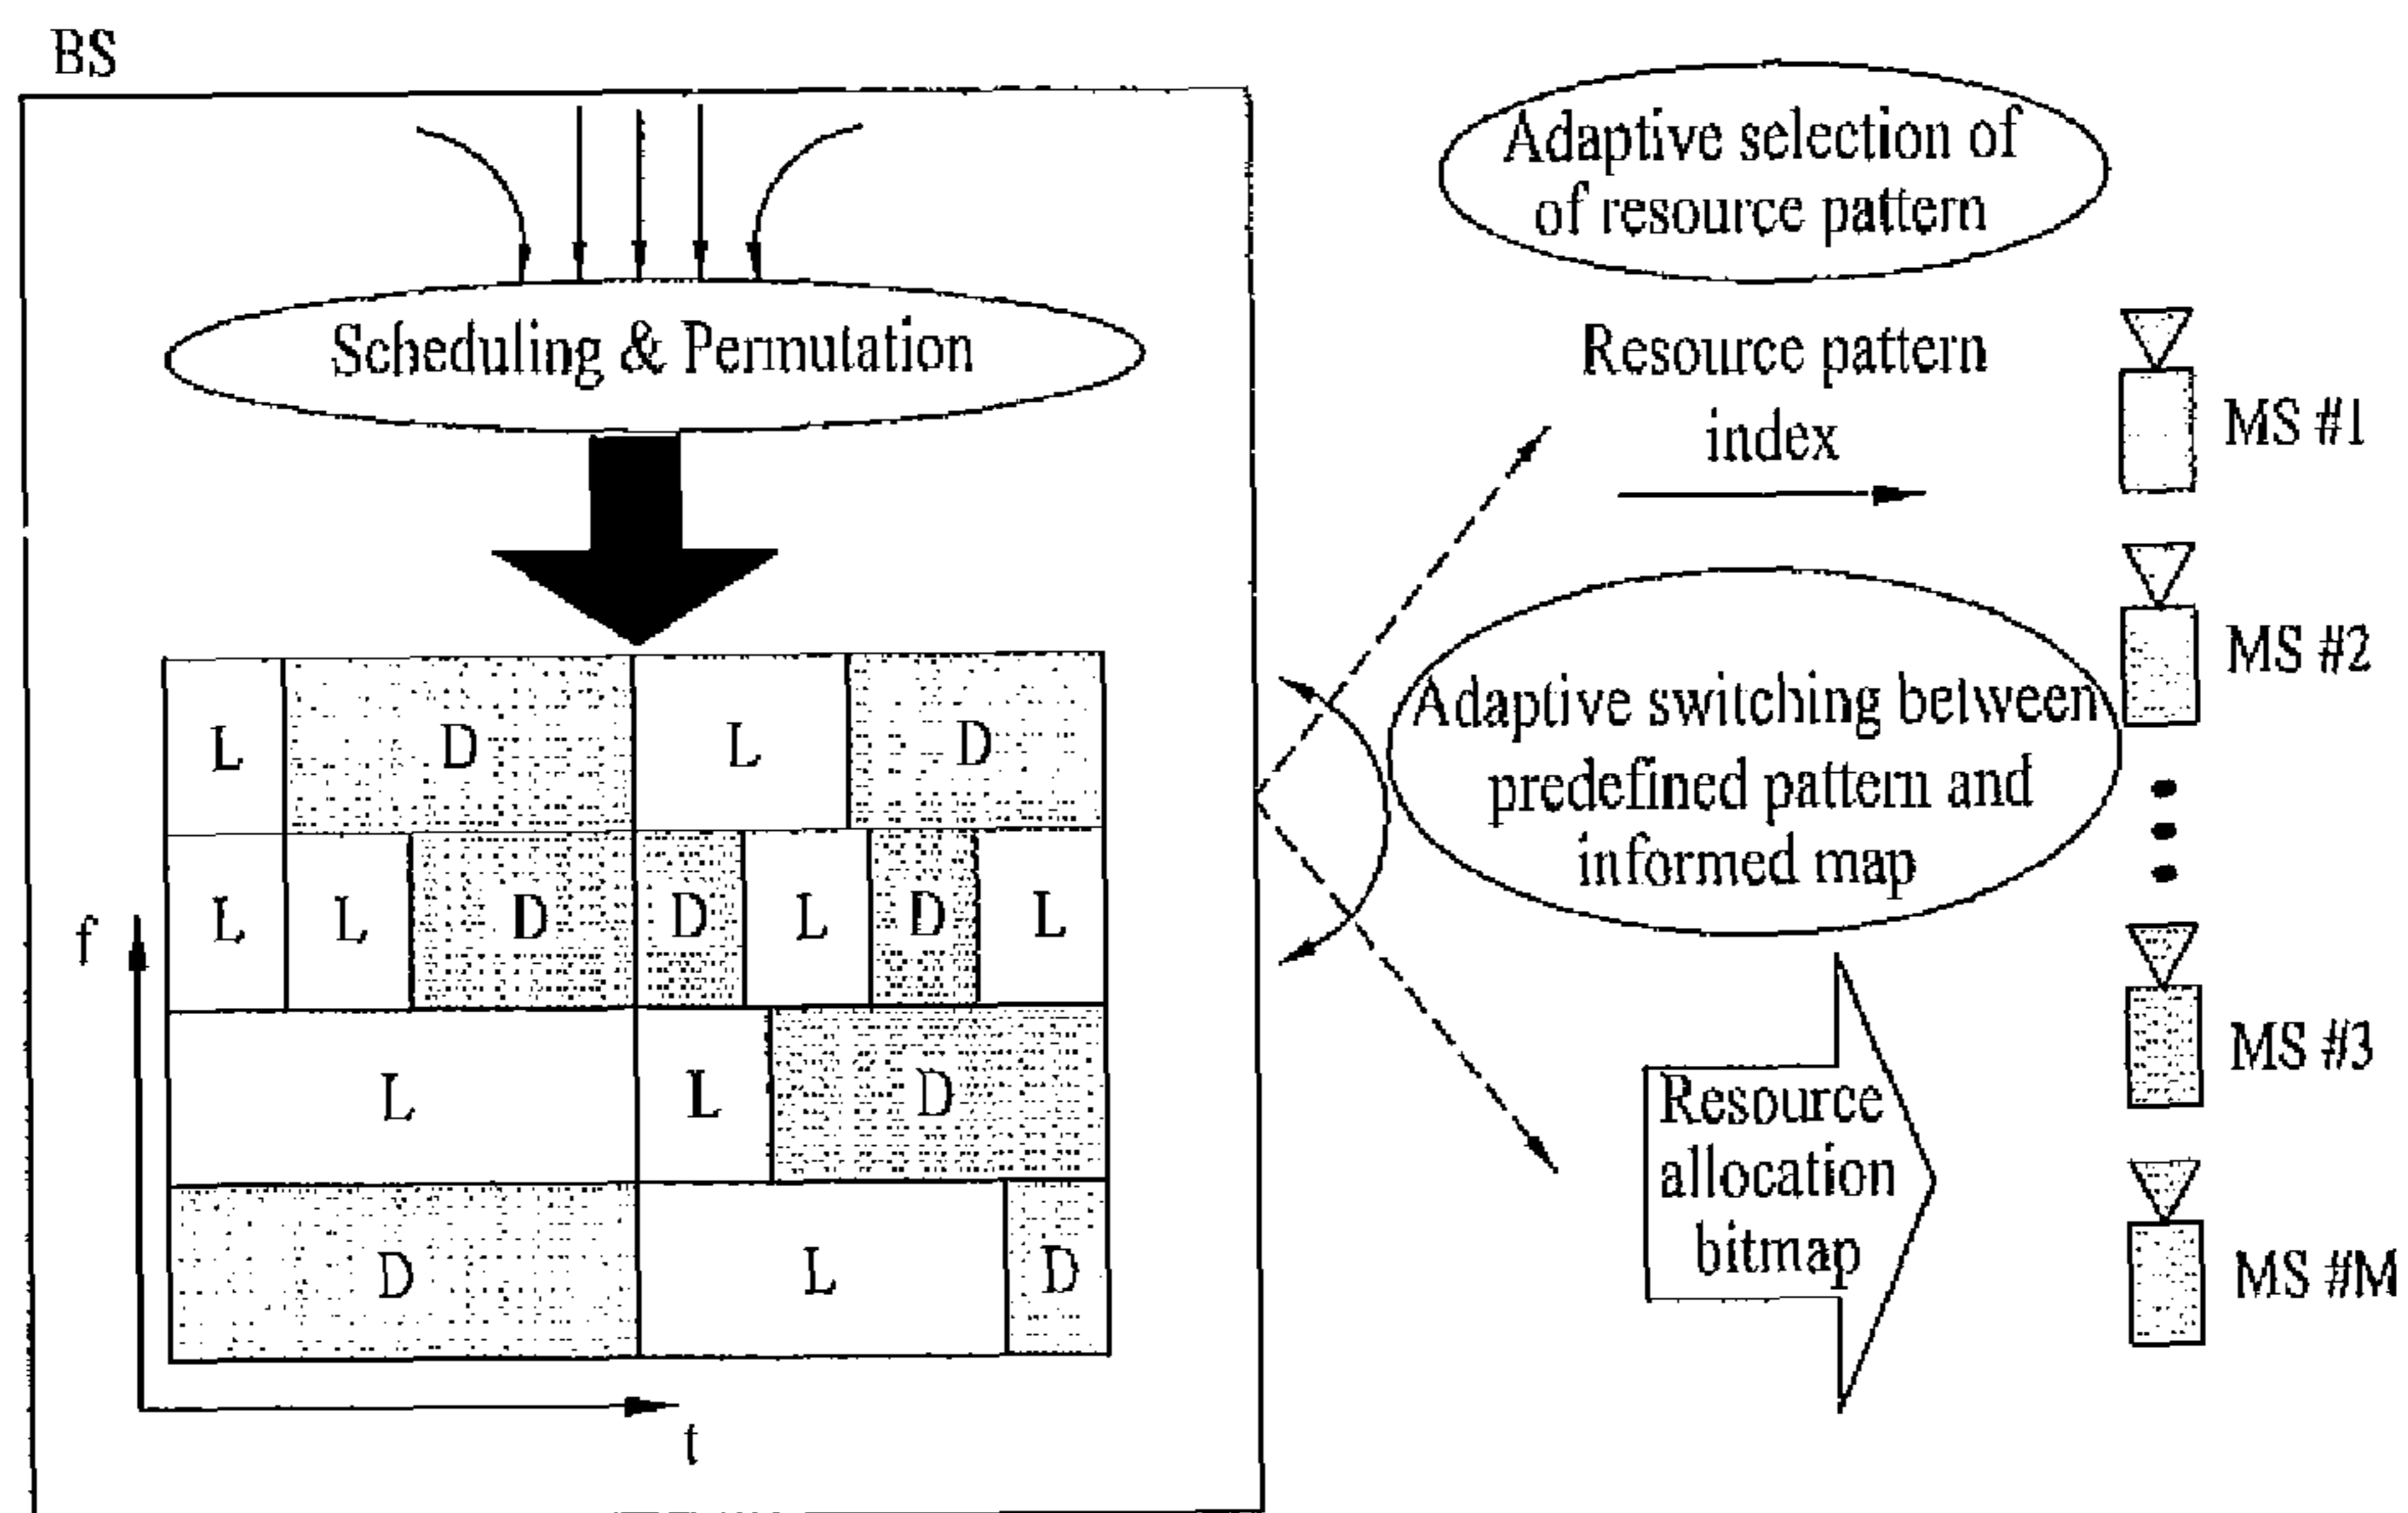 BS
Scheduling & Permutation
L D L D
L L D D L D L
L L D
D L D
f
t
Adaptive selection of
of resource pattern
Resource pattern
index
Adaptive switching between
predefined pattern and
informed map
Resource
allocation
bitmap
MS #1
MS #2
MS #3
MS #M